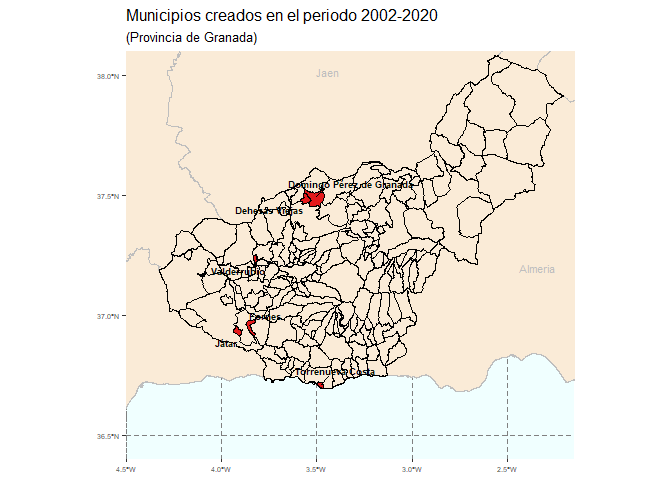 Municipios creados en el periodo 2002-2020
(Provincia de Granada)
38.0°N
Jaen
37.5°N
Domingo Pérez de Granada
Dehesas Viejas
Valderrubio
Almeria
37.0°N
Fornes
Játar
Torrenueva Costa
36.5°N
4.5°W
4.0°W
3.5°W
3.0°W
2.5°W